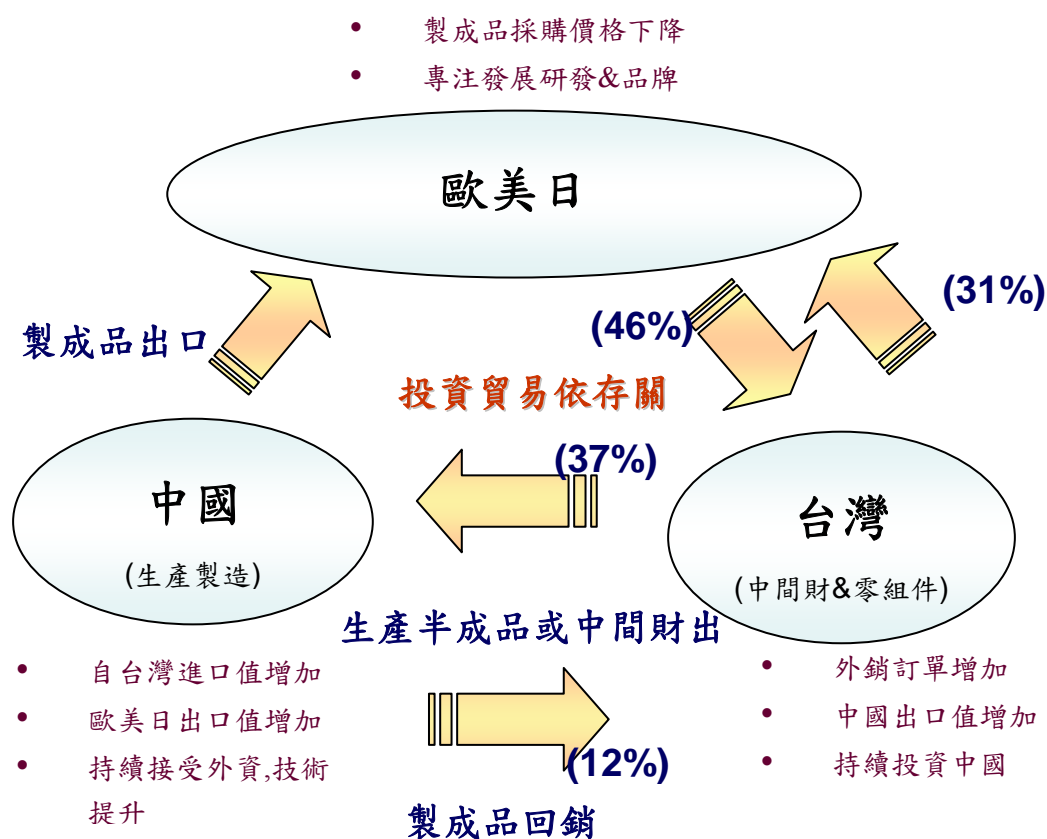 • 製成品採購價格下降
• 專注發展研發&品牌
歐美日
(31%)
(46%)
製成品出口
投資貿易依存關
(37%)
中國
(生產製造)
台灣
(中間財&零組件)
生產半成品或中間財出
• 自台灣進口值增加
• 歐美日出口值增加
• 持續接受外資,技術
提升
• 外銷訂單增加
• 中國出口值增加
• 持續投資中國
(12%)
製成品回銷